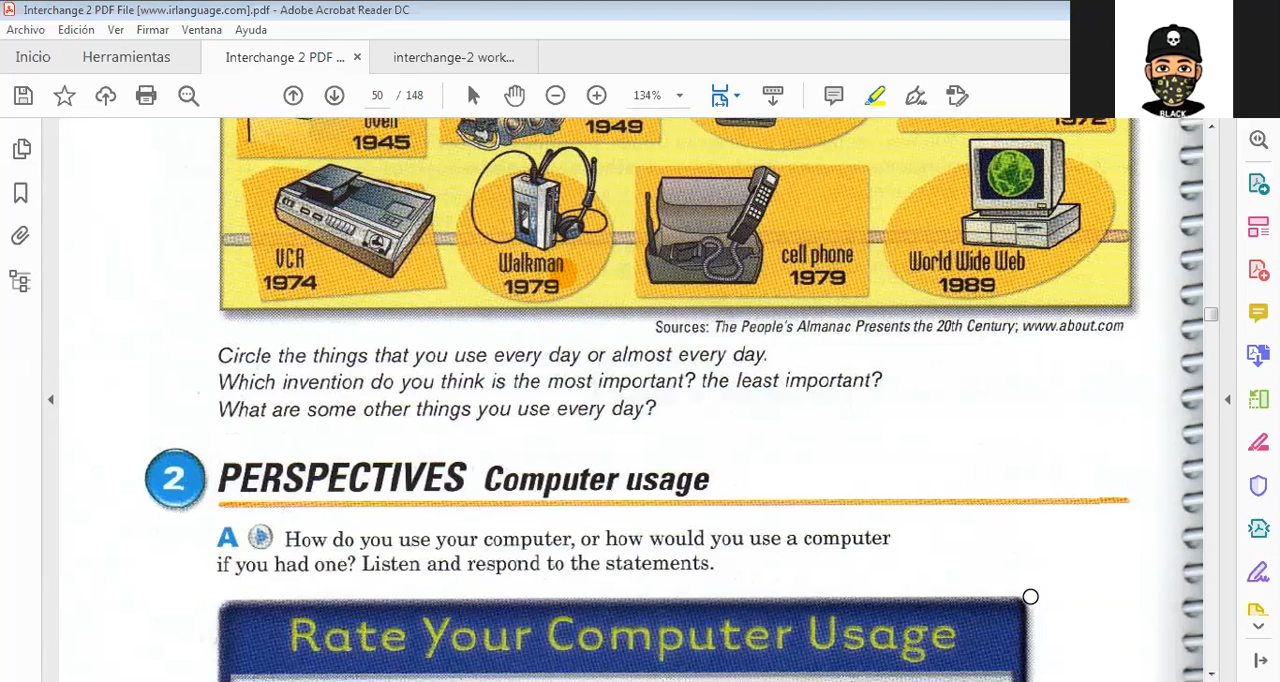 Interchange 2 PDF File [www.irlanguage.com].pdf - Adobe Acrobat Reader DC
Archivo Edición Ver Firmar Ventana Ayuda
Inicio Herramientas Interchange 2 PDF ... × interchange-2 work...
50 / 148 134%
BLACK
oven
1945
1949
1972
VCR
1974
Walkman
1979
cell phone
1979
World Wide Web
1989
Sources: The People's Almanac Presents the 20th Century; www.about.com
Circle the things that you use every day or almost every day.
Which invention do you think is the most important? the least important?
What are some other things you use every day?
2 PERSPECTIVES Computer usage
A How do you use your computer, or how would you use a computer
if you had one? Listen and respond to the statements.
Rate Your Computer Usage